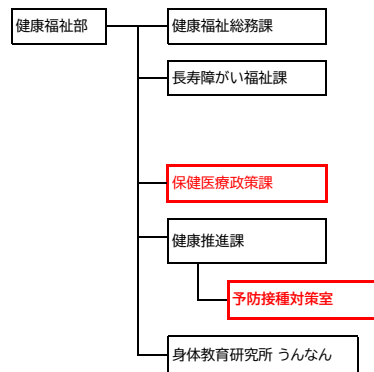 健康福祉部
健康福祉総務課
長寿障がい福祉課
保健医療政策課
健康推進課
予防接種対策室
身体教育研究所 うんなん